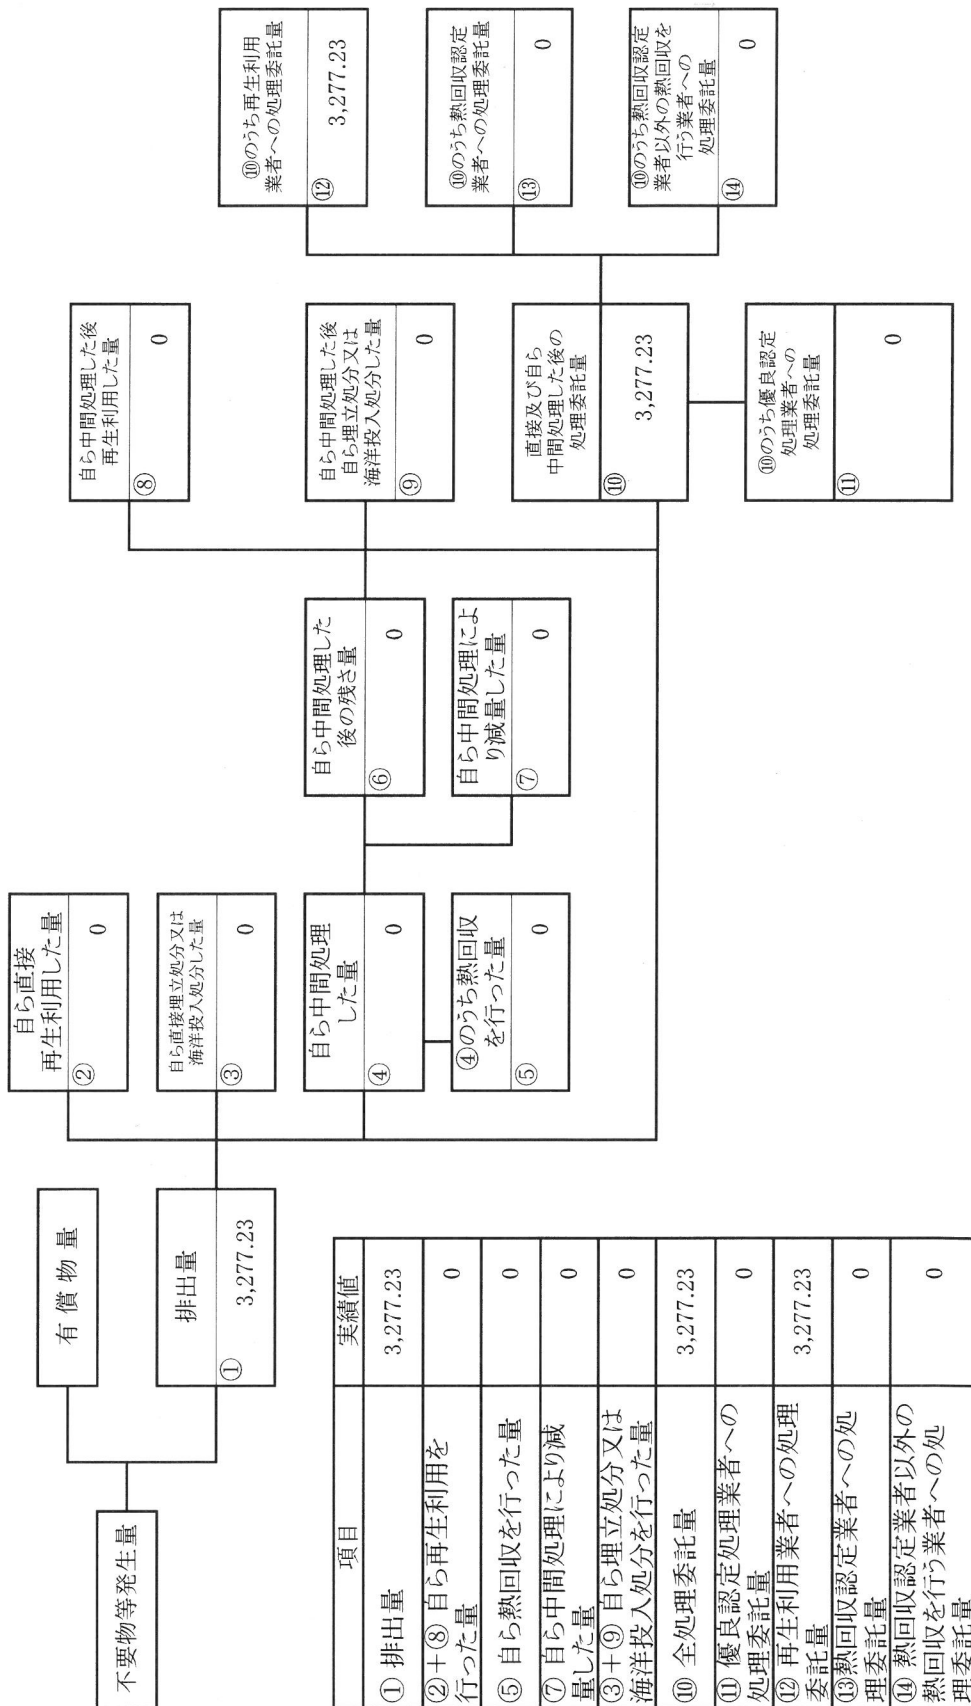 不要物等発生量
有償物量
排出量
①
3,277.23
自ら直接
再生利用した量
②
0
自ら直接埋立処分又は
海洋投入処分した量
③
0
自ら中間処理
した量
④
0
④のうち熱回収
を行った量
⑤
0
自ら中間処理した
後の残さ量
⑥
0
自ら中間処理によ
り減量した量
⑦
0
自ら中間処理した後
再生利用した量
⑧
0
自ら中間処理した後
自ら埋立処分又は
海洋投入処分した量
⑨
0
直接及び自ら
中間処理した後の
処理委託量
⑩
3,277.23
⑩のうち優良認定
処理業者への
処理委託量
⑪
0
⑩のうち再生利用
業者への処理委託量
⑫
3,277.23
⑩のうち熱回収認定
業者への処理委託量
⑬
0
⑩のうち熱回収認定
業者以外の熱回収を
行う業者への
処理委託量
⑭
0
項目 実績値
① 排出量 3,277.23
②+⑧ 自ら再生利用を
行った量 0
⑤ 自ら熱回収を行った量 0
⑦ 自ら中間処理により減
量した量 0
③+⑨ 自ら埋立処分又は
海洋投入処分を行った量 0
⑩ 全処理委託量 3,277.23
⑪ 優良認定処理業者への
処理委託量 0
⑫ 再生利用業者への処理
委託量 3,277.23
⑬熱回収認定業者への処
理委託量 0
⑭ 熱回収認定業者以外の
熱回収を行う業者への処
理委託量 0